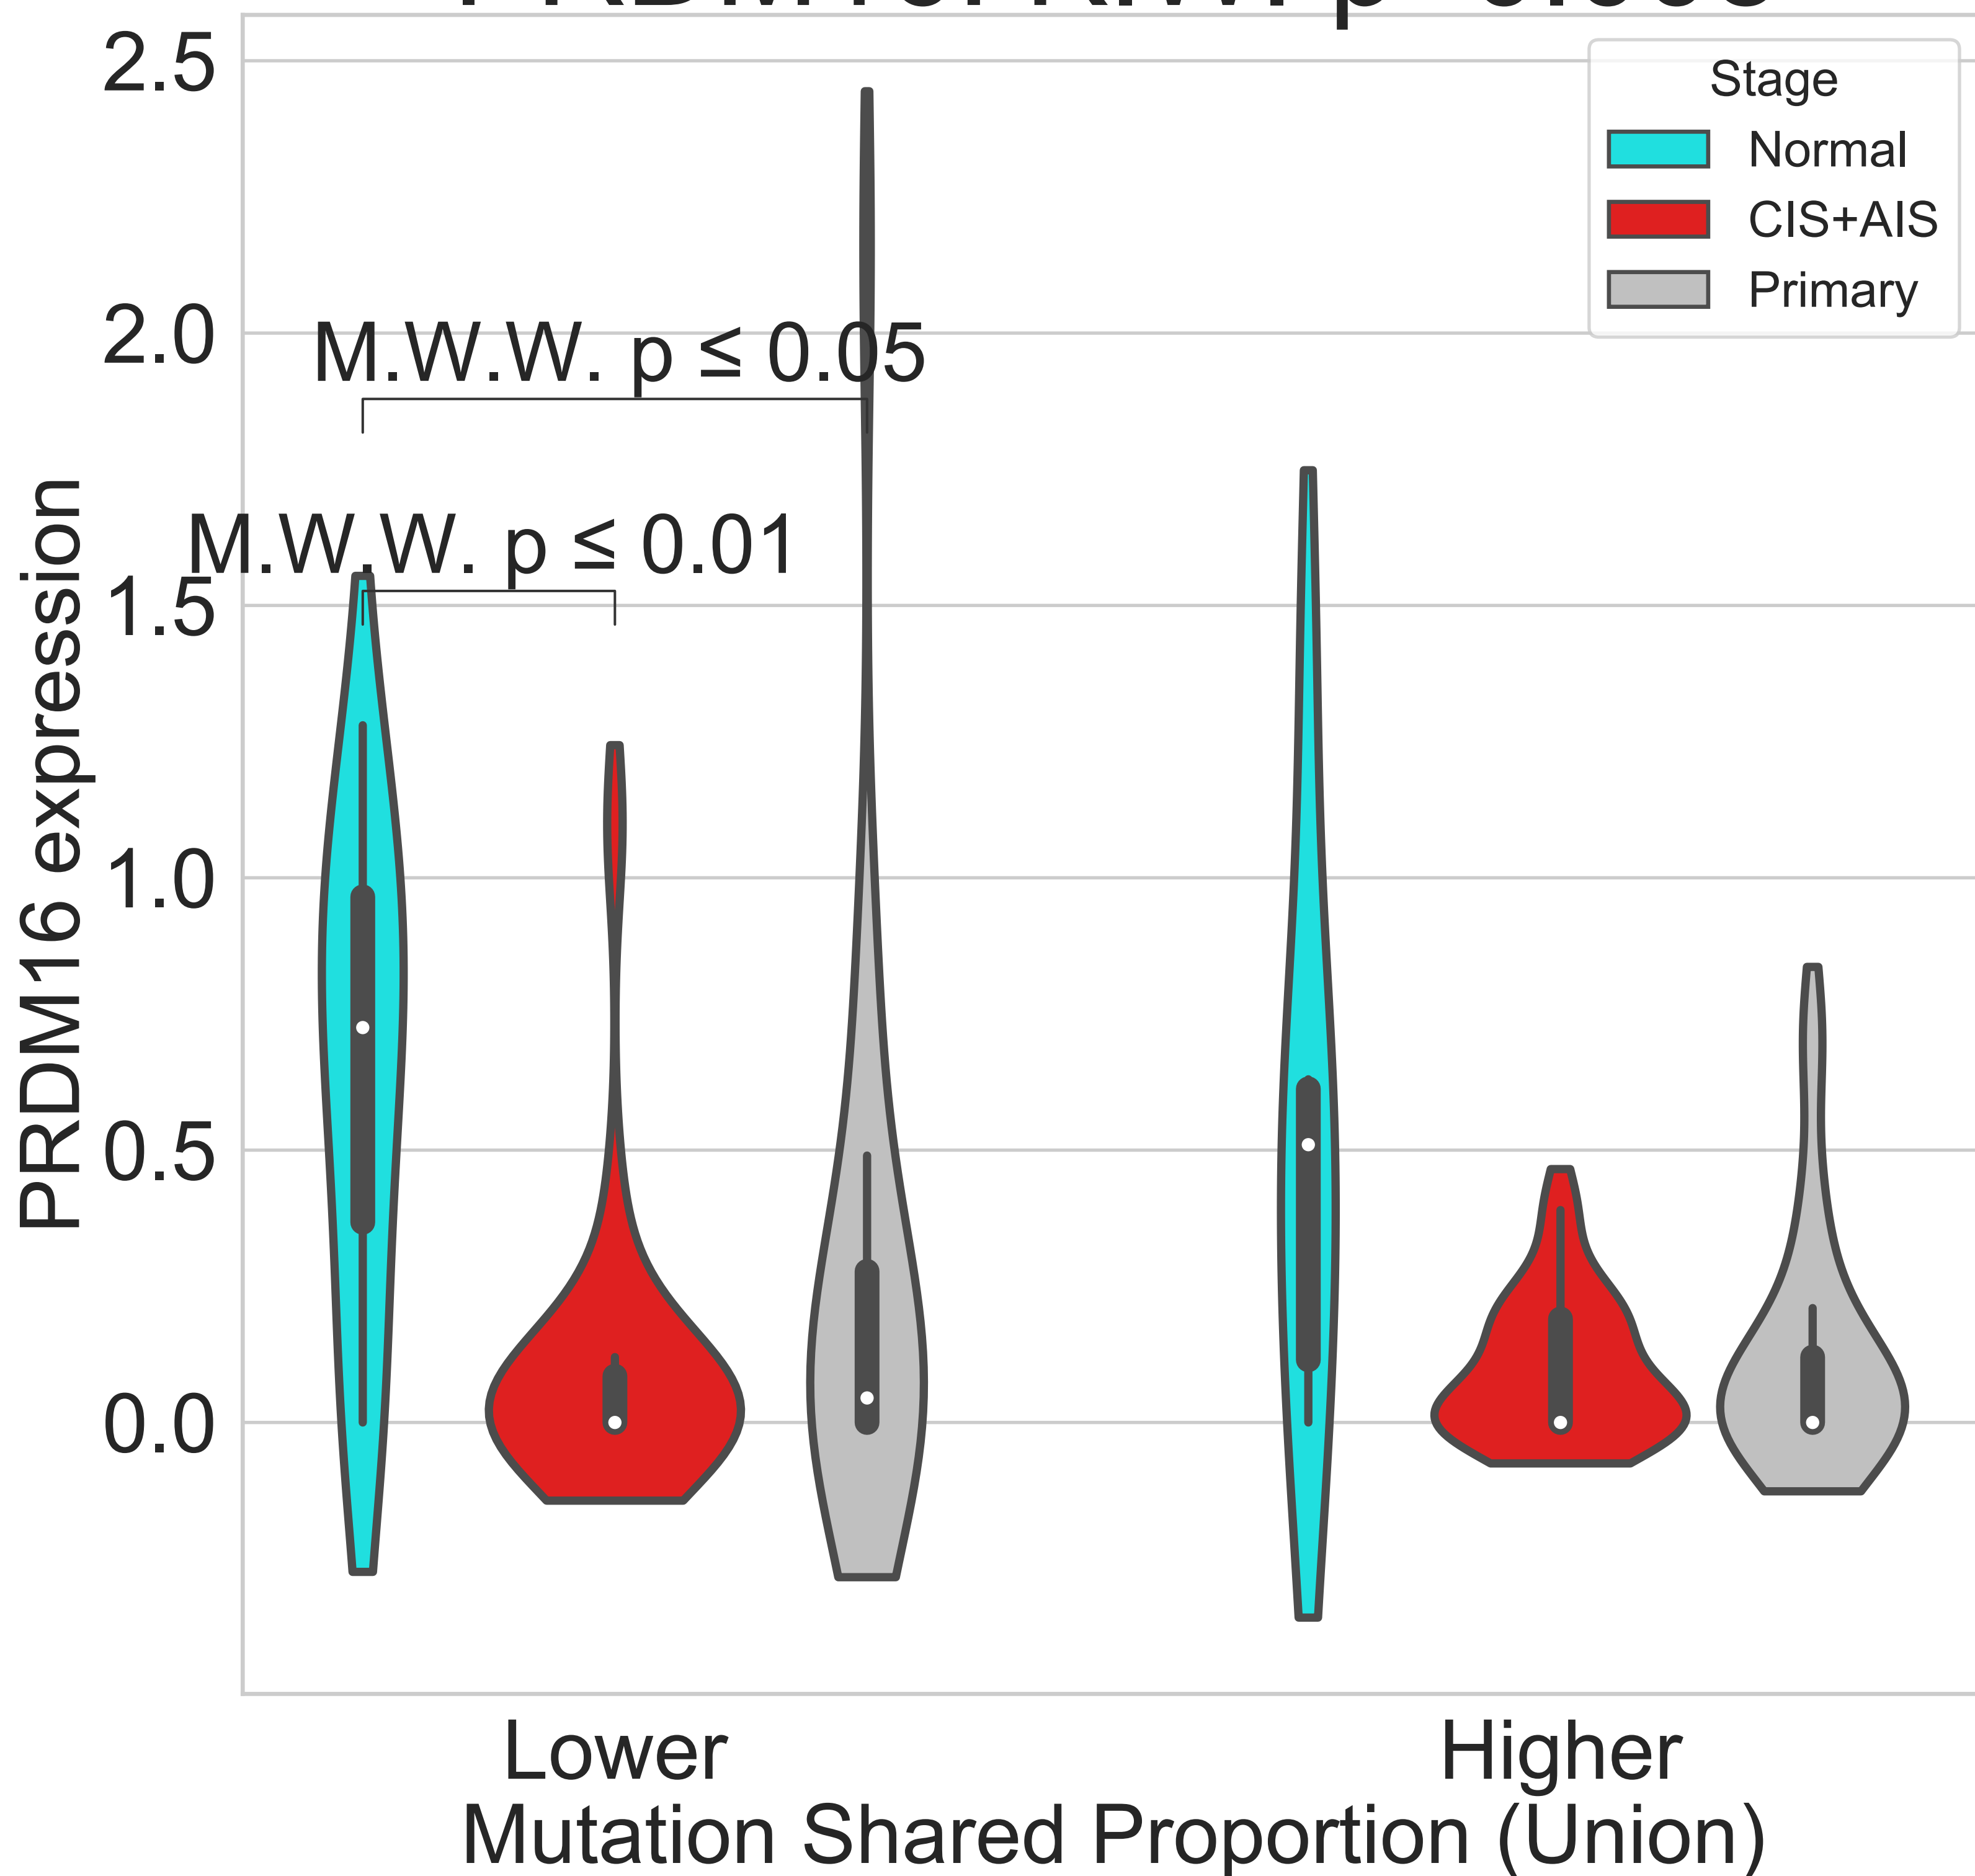 2.5
2.0
1.5
1.0
0.5
0.0
PRDM16 expression
Stage
Normal
CIS+AIS
Primary
M.W.W. p ≤ 0.05
M.W.W. p ≤ 0.01
Lower
Higher
Mutation Shared Proportion (Union)